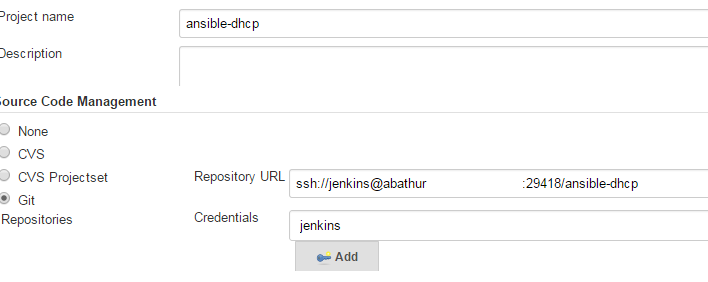 Project name
ansible-dhcp
Description
Source Code Management
None
CVS
CVS Projectset
Git
Repositories
Repository URL
ssh://jenkins@abathur :29418/ansible-dhcp
Credentials
jenkins
Add